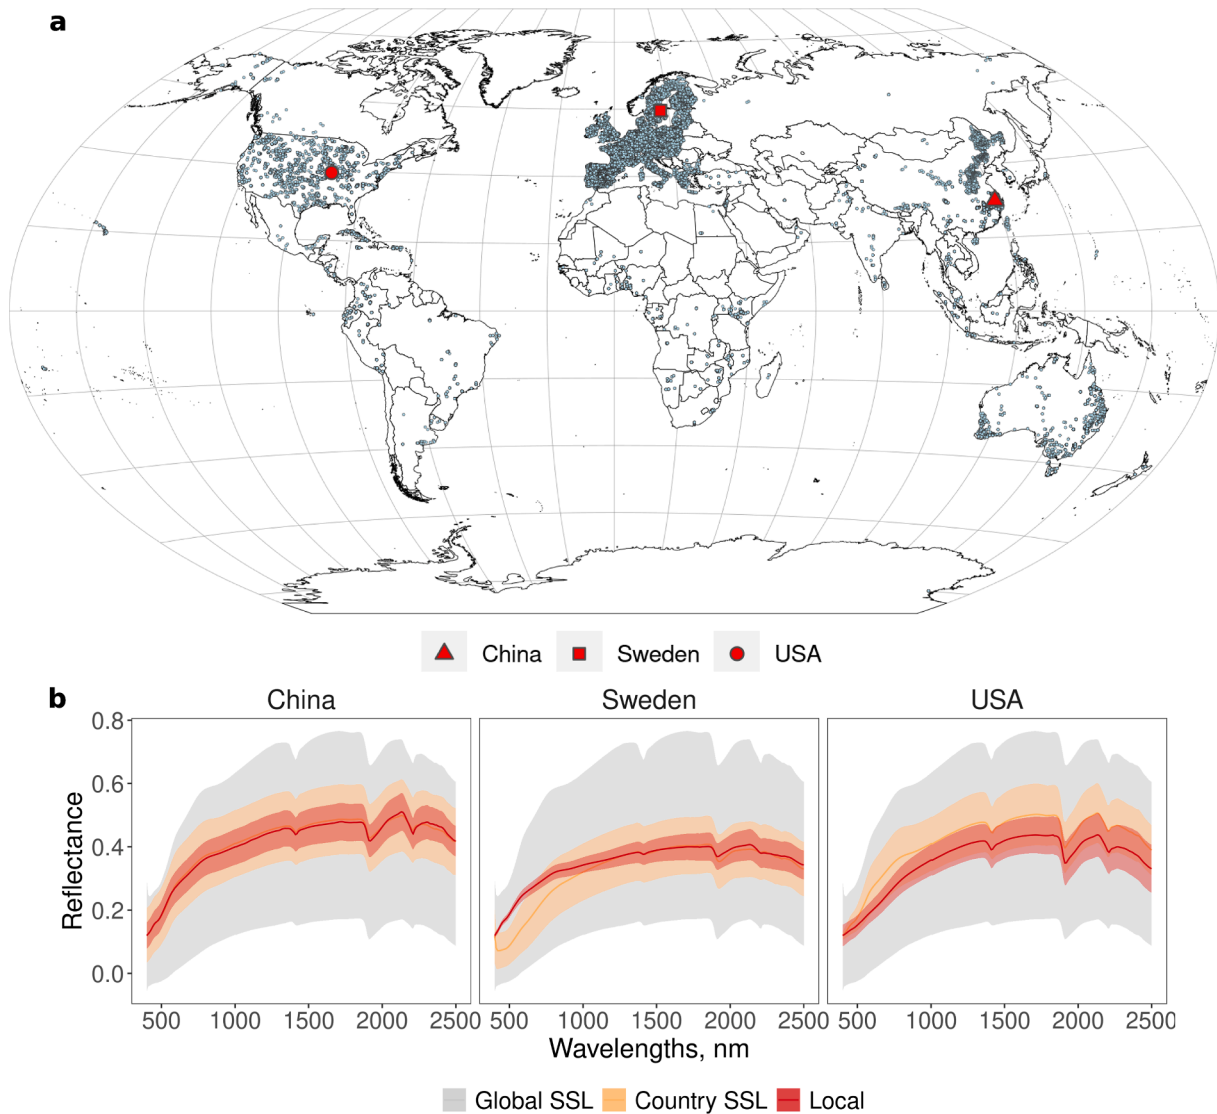 a
China Sweden USA
b
China Sweden USA
Reflectance
0.8
0.6
0.4
0.2
0.0
500 1000 1500 2000 2500 500 1000 1500 2000 2500 500 1000 1500 2000 2500
Wavelengths, nm
Global SSL Country SSL Local